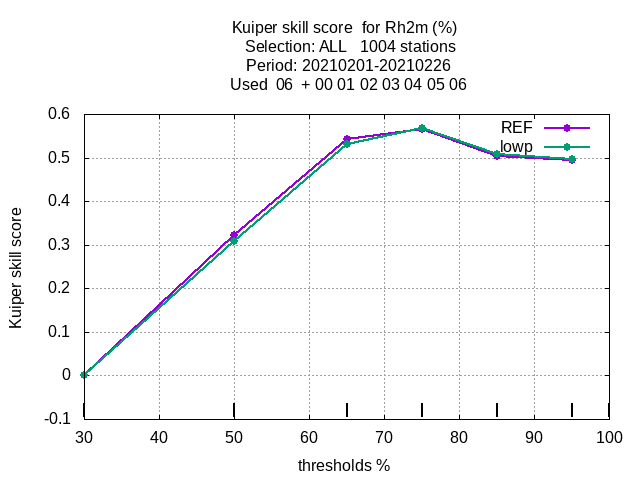 Kuiper skill score  for Rh2m (%)
Selection: ALL   1004 stations
Period: 20210201-20210226
Used  06  + 00 01 02 03 04 05 06
REF
lowp
0.6
0.5
0.4
0.3
0.2
0.1
0
-0.1
Kuiper skill score
30 40 50 60 70 80 90 100
thresholds %